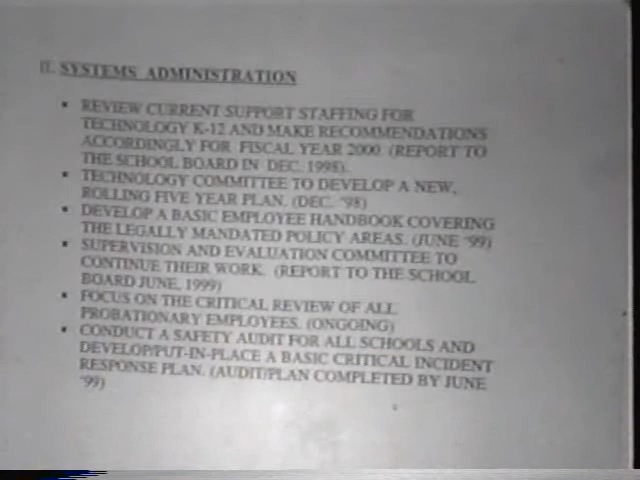 II. SYSTEMS ADMINISTRATION
• REVIEW CURRENT SUPPORT STAFFING FOR
TECHNOLOGY K-12 AND MAKE RECOMMENDATIONS
ACCORDINGLY FOR FISCAL YEAR 2000. (REPORT TO
THE SCHOOL BOARD IN DEC. 1998).
• TECHNOLOGY COMMITTEE TO DEVELOP A NEW,
ROLLING FIVE YEAR PLAN. (DEC. '98)
• DEVELOP A BASIC EMPLOYEE HANDBOOK COVERING
THE LEGALLY MANDATED POLICY AREAS. (JUNE '99)
• SUPERVISION AND EVALUATION COMMITTEE TO
CONTINUE THEIR WORK. (REPORT TO THE SCHOOL
BOARD JUNE, 1999)
• FOCUS ON THE CRITICAL REVIEW OF ALL
PROBATIONARY EMPLOYEES. (ONGOING)
• CONDUCT A SAFETY AUDIT FOR ALL SCHOOLS AND
DEVELOP/PUT-IN-PLACE A BASIC CRITICAL INCIDENT
RESPONSE PLAN. (AUDIT/PLAN COMPLETED BY JUNE
'99)